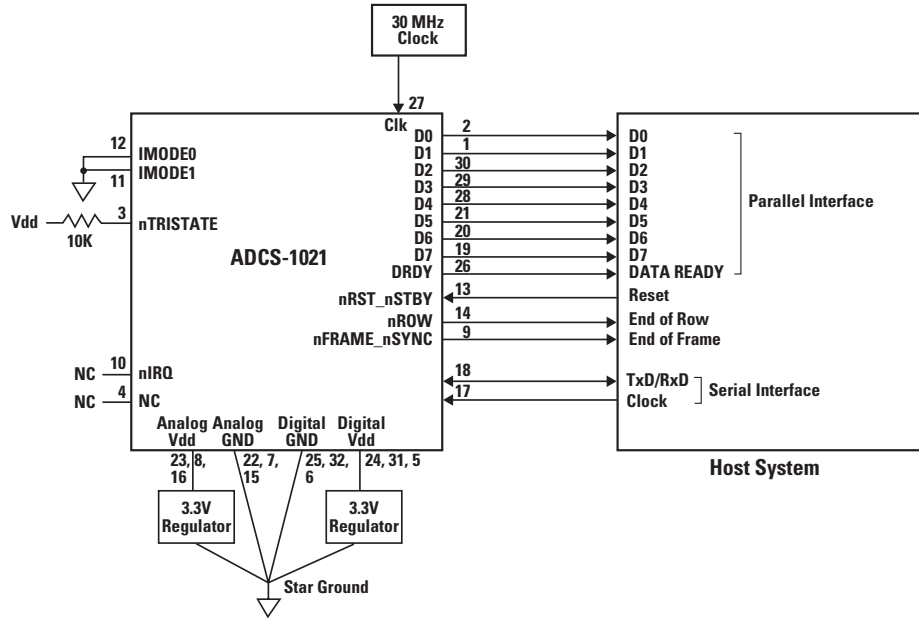 30 MHz
Clock
27
Clk
12
IMODE0
11
IMODE1
Vdd
10K
3
nTRISTATE
ADCS-1021
10
NC
nIRQ
4
NC
NC
D0
2
D0
D1
1
D1
D2
30
D2
D3
29
D3
D4
28
D4
D5
21
D5
D6
20
D6
D7
19
D7
DRDY
26
DATA READY
Parallel Interface
nRST_nSTBY
13
Reset
nROW
14
End of Row
nFRAME_nSYNC
9
End of Frame
18
TxD/RxD
17
Clock
Serial Interface
Host System
Analog
Vdd
Analog
GND
Digital
GND
Digital
Vdd
23, 8,
16
22, 7,
15
25, 32,
6
24, 31, 5
3.3V
Regulator
3.3V
Regulator
Star Ground